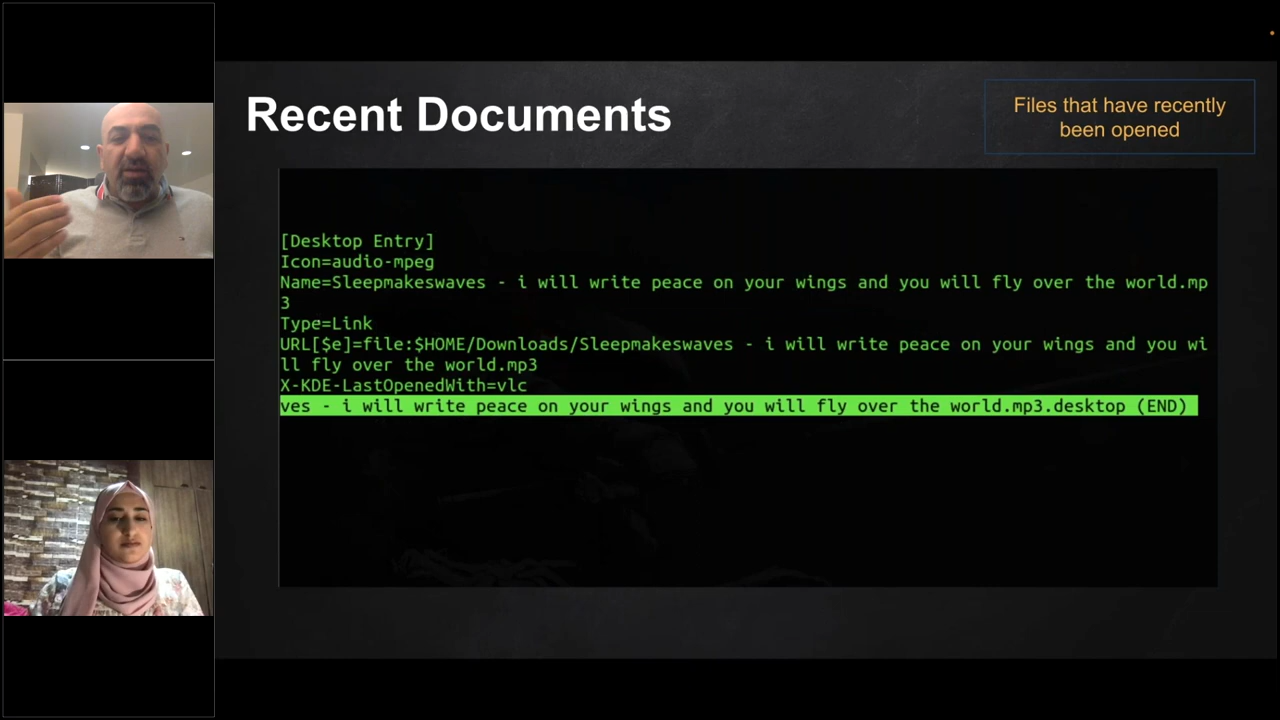 Recent Documents
Files that have recently
been opened
[Desktop Entry]
Icon=audio-mpeg
Name=Sleepmakeswaves - i will write peace on your wings and you will fly over the world.mp
3
Type=Link
URL[$e]=file:$HOME/Downloads/Sleepmakeswaves - i will write peace on your wings and you wi
ll fly over the world.mp3
X-KDE-LastOpenedWith=vlc
ves - i will write peace on your wings and you will fly over the world.mp3.desktop (END)